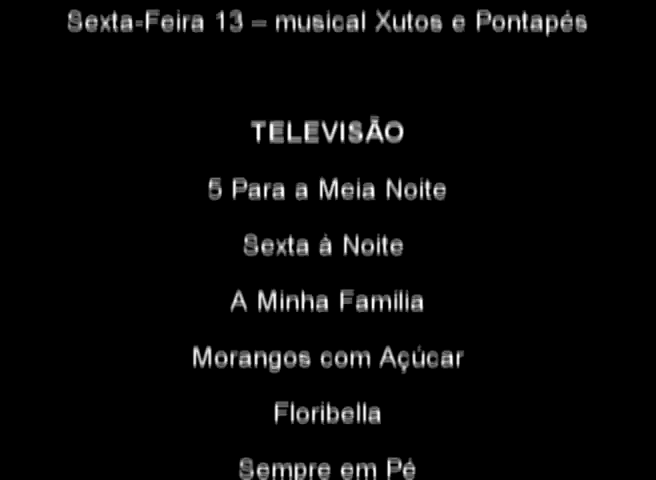 Sexta-Feira 13 – musical Xutos e Pontapés
TELEVISÃO
5 Para a Meia Noite
Sexta à Noite
A Minha Família
Morangos com Açúcar
Floribella
Sempre em Pé